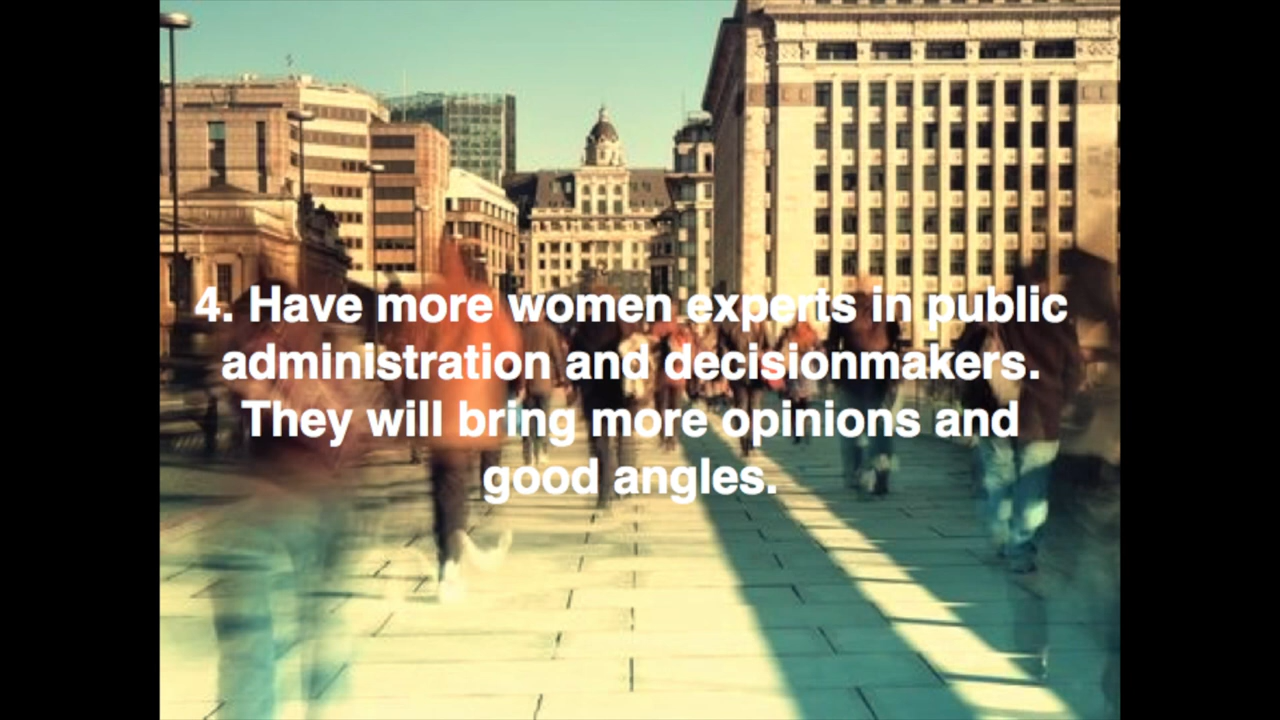 4. Have more women experts in public
administration and decisionmakers.
They will bring more opinions and
good angles.